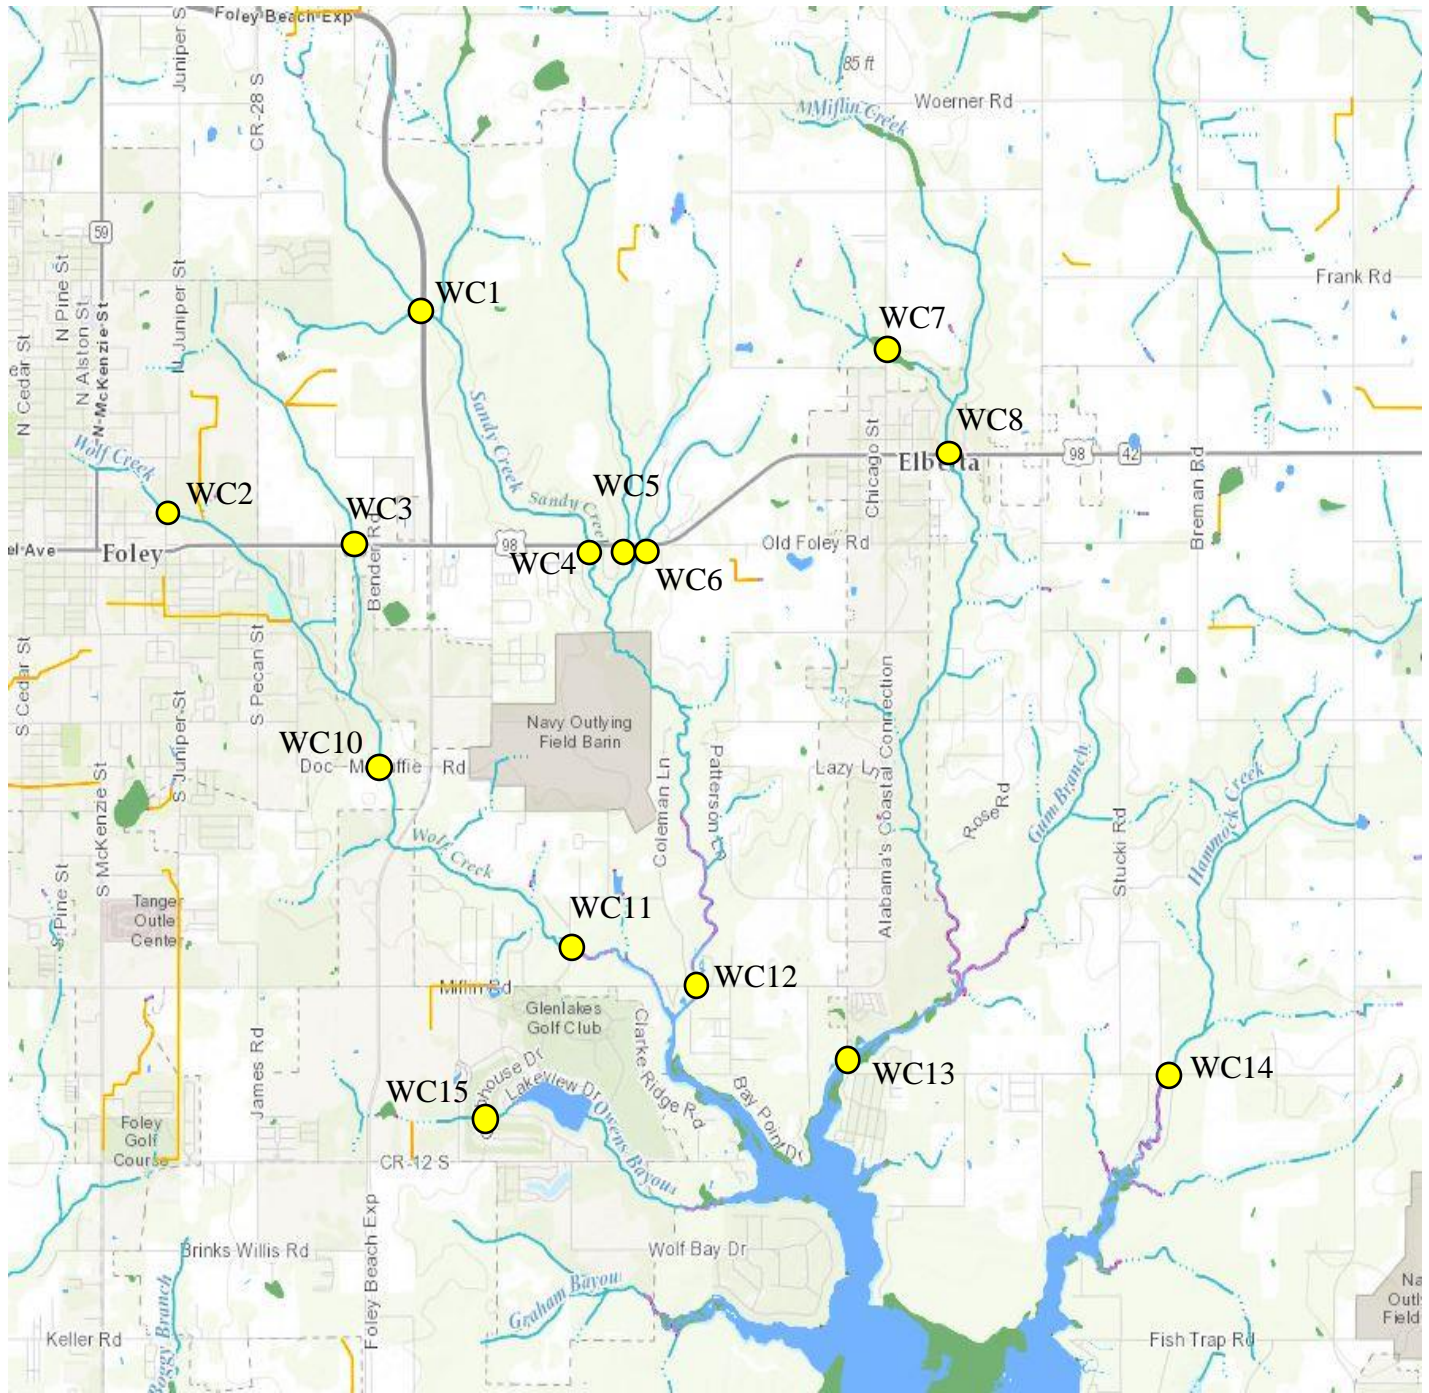 Foley Beach Exp
Juniper S
CR-28 S
85 ft
Woerner Rd
Miflin Creek
59
N Pine St
N Alston St
N McKenzie St
N Juniper St
N Cedar St
Frank Rd
WC1
WC7
WC8
Sandy Creek
Sandy Creek
Wolf Creek
WC2
WC3
WC5
Chicago St
Elberta
98
42
Breman Rd
el Ave
Foley
Bender Rd
98
WC4
WC6
Old Foley Rd
S Cedar St
S Pecan St
S Juniper St
S McKenzie St
Navy Outlying
Field Barin
WC10
Rd
Coleman Ln
Patterson Ln
Lazy Ln
Alabama's Coastal Connection
Rose Rd
Gum Branch
Stucki Rd
Hammock Creek
Wolf Creek
S Pine St
Tanger
Outle
Center
WC11
WC12
Miflin Rd
Glenlakes
Golf Club
Clarke Ridge Rd
Bay Point Dr
WC13
WC14
James Rd
WC15
Lakeview Dr
Owens Bayou
Foley
Golf
Course
CR-12 S
Foley Beach Exp
Brinks Willis Rd
Wolf Bay Dr
Graham Bayou
Boggy Branch
Keller Rd
Fish Trap Rd
Na
Outl
Field